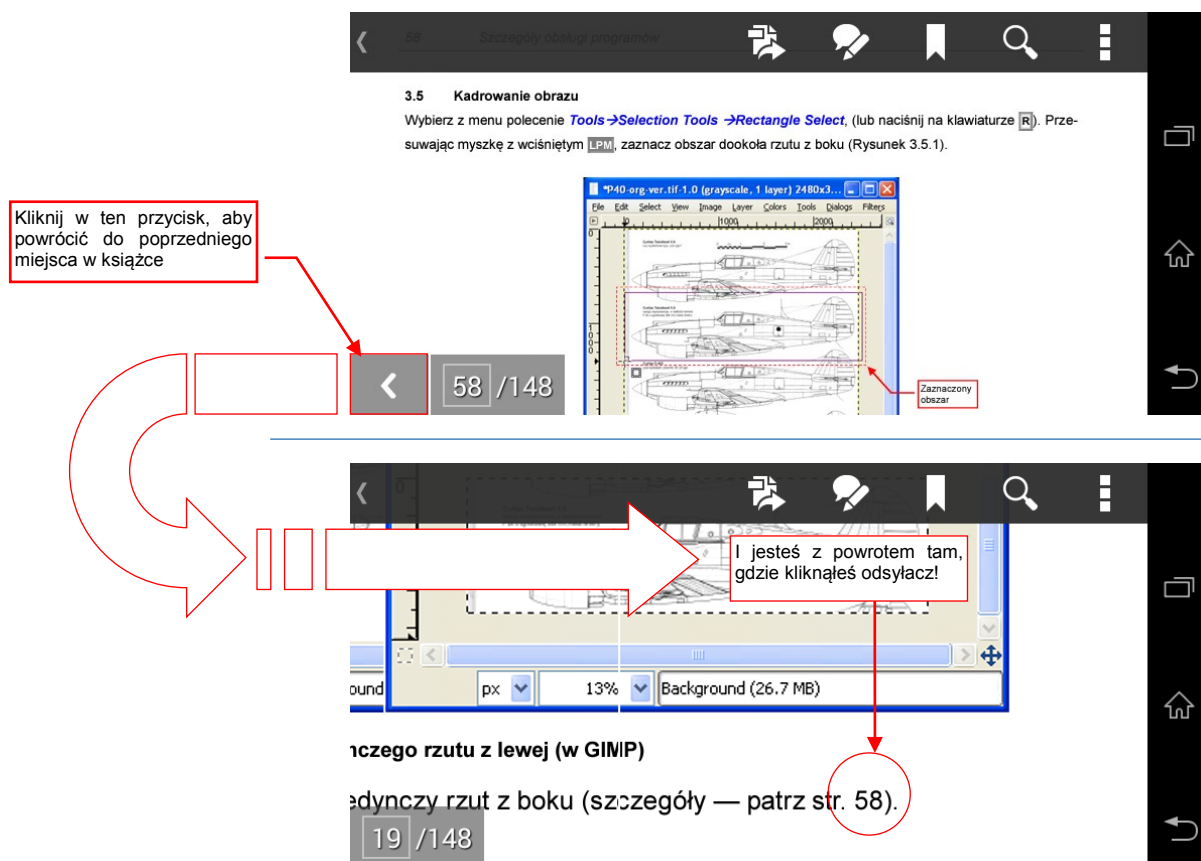 58 Szczegóły obsługi programów
3.5 Kadrowanie obrazu
Wybierz z menu polecenie Tools→Selection Tools →Rectangle Select, (lub naciśnij na klawiaturze R). Prze-
suwając myszkę z wciśniętym LPM, zaznacz obszar dookoła rzutu z boku (Rysunek 3.5.1).
*P40-org-ver.tif-1.0 (grayscale, 1 layer) 2480x3...
File Edit Select View Image Layer Colors Tools Dialogs Filters
0 1000 2000
0
1000
Kliknij w ten przycisk, aby
powrócić do poprzedniego
miejsca w książce
Zaznaczony
obszar
58 /148
I jesteś z powrotem tam,
gdzie kliknąłeś odsyłacz!
ound px 13% Background (26.7 MB)
nczego rzutu z lewej (w GIMP)
edynczy rzut z boku (szczegóły — patrz str. 58).
19 /148